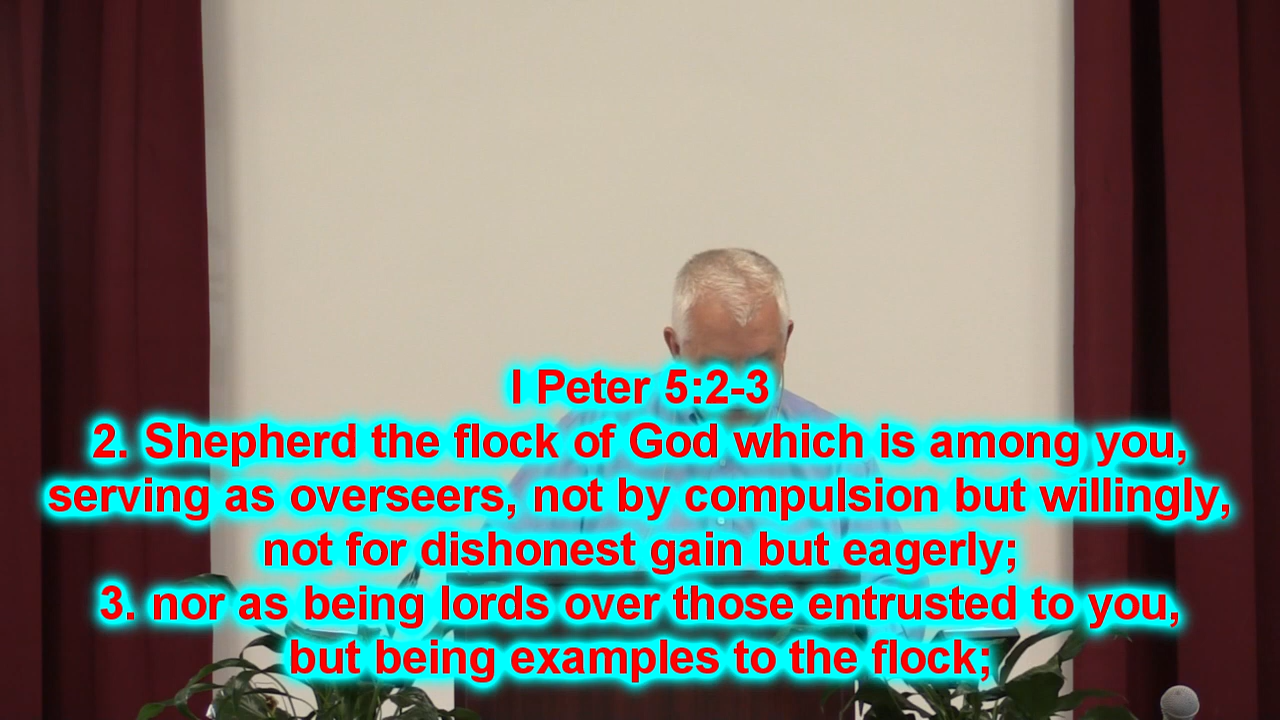 I Peter 5:2-3
2. Shepherd the flock of God which is among you,
serving as overseers, not by compulsion but willingly,
not for dishonest gain but eagerly;
3. nor as being lords over those entrusted to you,
but being examples to the flock;